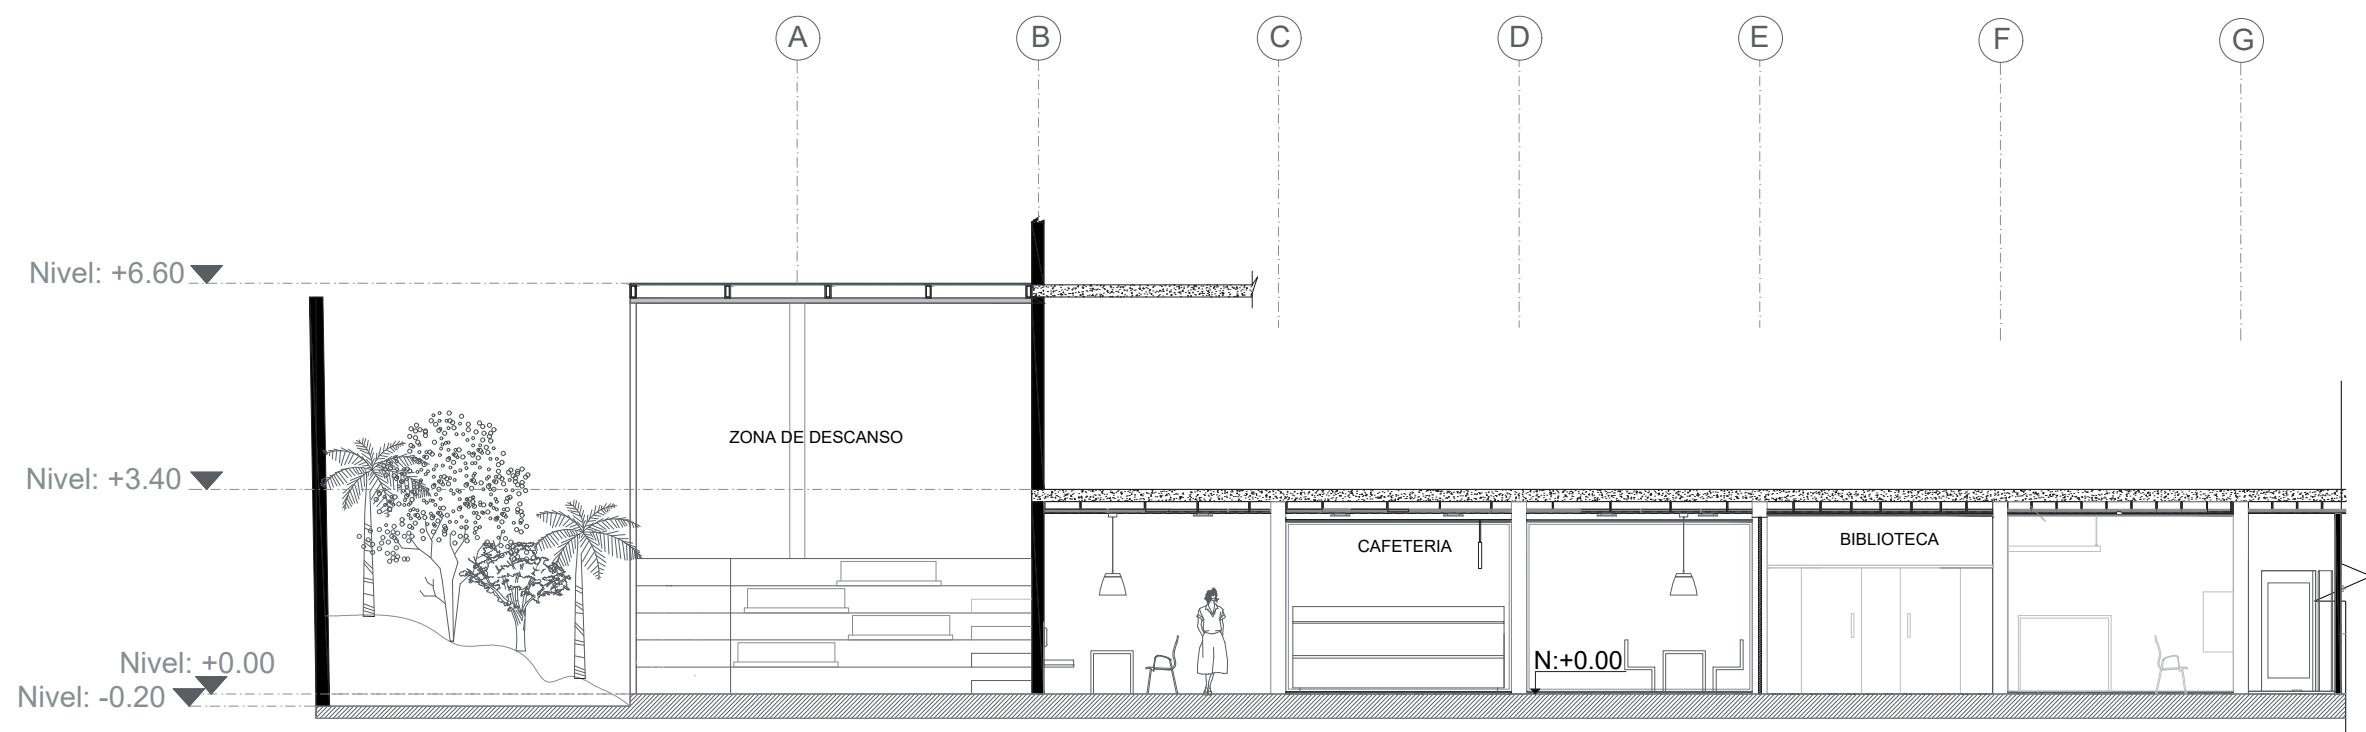 A
B
C
D
E
F
G
Nivel: +6.60
ZONA DE DESCANSO
Nivel: +3.40
CAFETERIA
BIBLIOTECA
Nivel: +0.00
N:+0.00
Nivel: -0.20